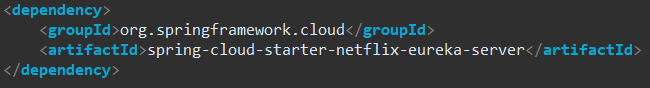 <dependency>
    <groupId>org.springframework.cloud</groupId>
    <artifactId>spring-cloud-starter-netflix-eureka-server</artifactId>
</dependency>